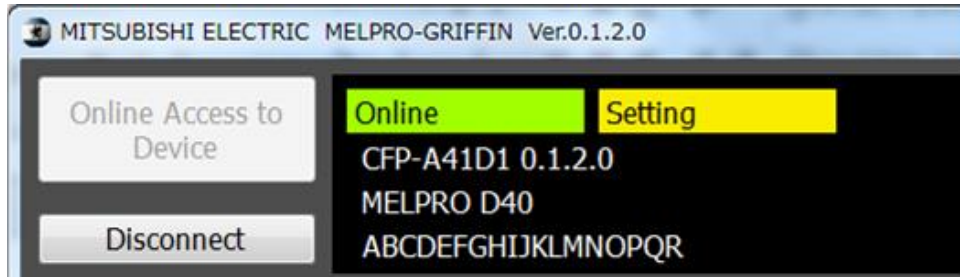 MITSUBISHI ELECTRIC MELPRO-GRIFFIN Ver.0.1.2.0
Online Access to
Device
Online Setting
CFP-A41D1 0.1.2.0
MELPRO D40
Disconnect
ABCDEFGHIJKLMNOPQR